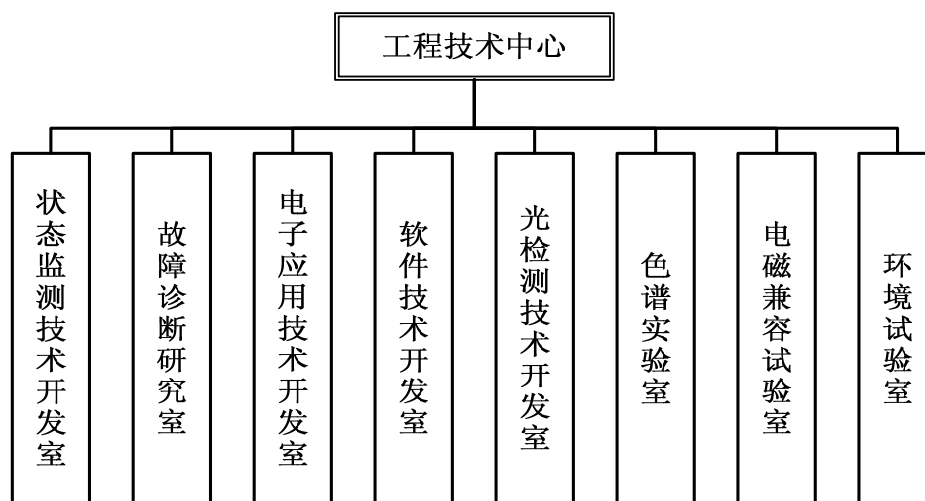 工程技术中心
状态监测技术开发室
故障诊断研究室
电子应用技术开发室
软件技术开发室
光检测技术开发室
色谱实验室
电磁兼容试验室
环境试验室